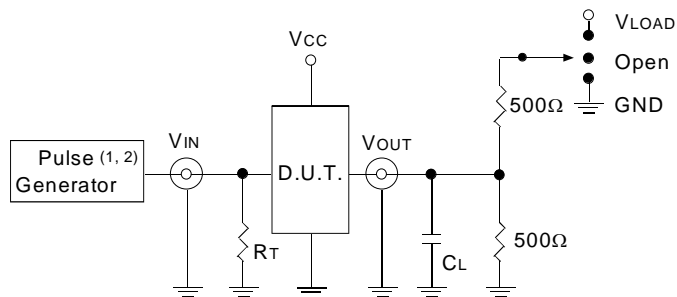 VLOAD
VCC
Open
500Ω
GND
VIN
VOUT
Pulse (1, 2)
Generator
D.U.T.
RT
CL
500Ω